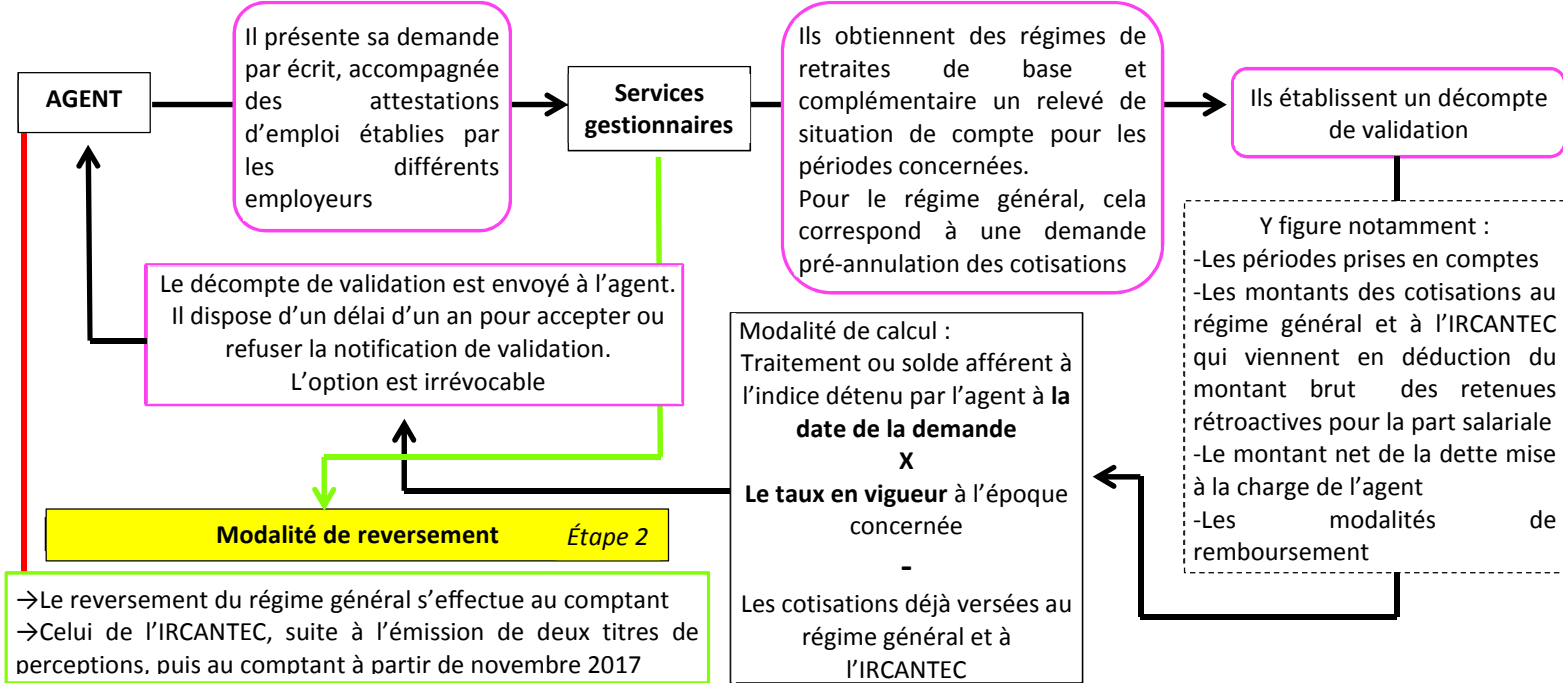 AGENT
Il présente sa demande
par écrit, accompagnée
des attestations
d’emploi établies par
les différents
employeurs
Services
gestionnaires
Ils obtiennent des régimes de
retraites de base et
complémentaire un relevé de
situation de compte pour les
périodes concernées.
Pour le régime général, cela
correspond à une demande
pré-annulation des cotisations
Ils établissent un décompte
de validation
Y figure notamment :
-Les périodes prises en comptes
-Les montants des cotisations au
régime général et à l’IRCANTEC
qui viennent en déduction du
montant brut des retenues
rétroactives pour la part salariale
-Le montant net de la dette mise
à la charge de l’agent
-Les modalités de
remboursement
Modalité de calcul :
Traitement ou solde afférent à
l’indice détenu par l’agent à la
date de la demande
X
Le taux en vigueur à l’époque
concernée
-
Les cotisations déjà versées au
régime général et à
l’IRCANTEC
Le décompte de validation est envoyé à l’agent.
Il dispose d’un délai d’un an pour accepter ou
refuser la notification de validation.
L’option est irrévocable
Modalité de reversement Étape 2
→Le reversement du régime général s’effectue au comptant
→Celui de l’IRCANTEC, suite à l’émission de deux titres de
perceptions, puis au comptant à partir de novembre 2017